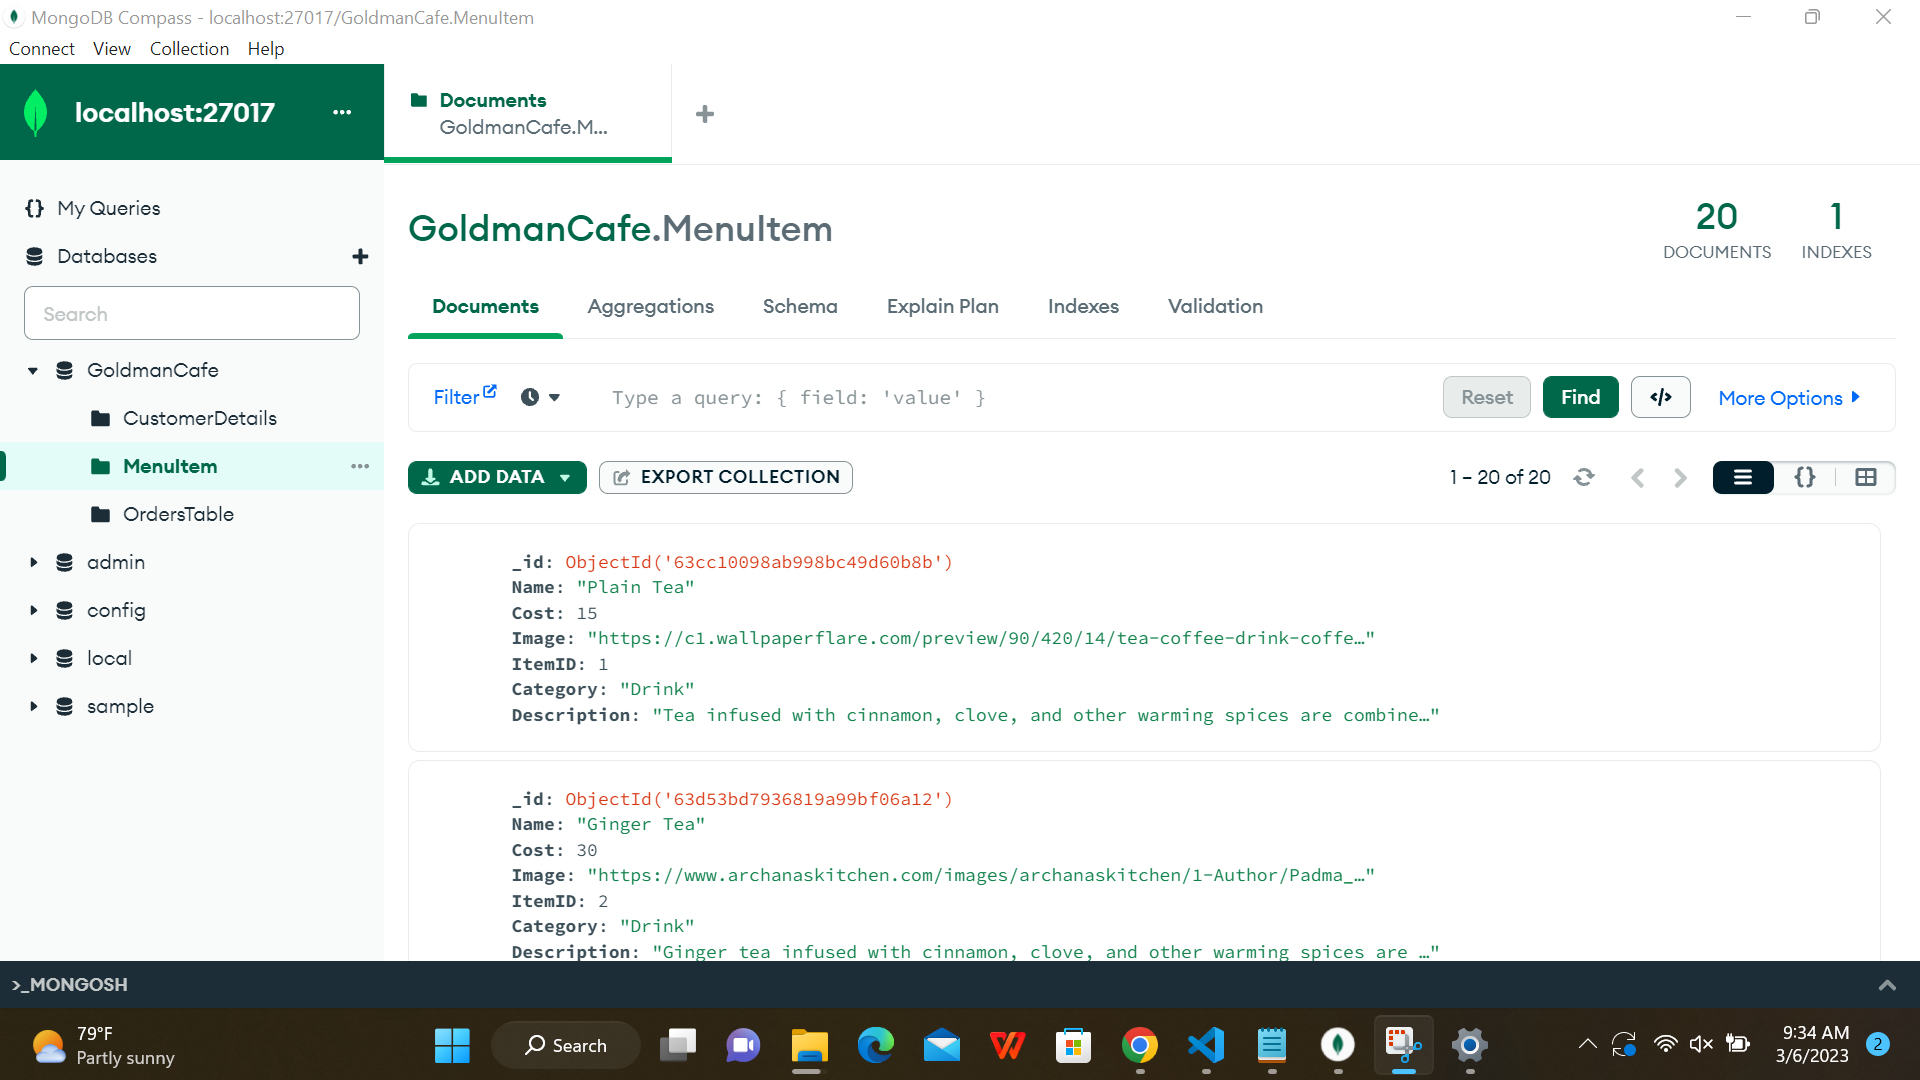 MongoDB Compass - localhost:27017/GoldmanCafe.MenuItem
Connect View Collection Help
localhost:27017 ...
Documents
GoldmanCafe.M...
My Queries
Databases
Search
GoldmanCafe
CustomerDetails
MenuItem
OrdersTable
admin
config
local
sample
GoldmanCafe.MenuItem
20
DOCUMENTS
1
INDEXES
Documents Aggregations Schema Explain Plan Indexes Validation
Filter Type a query: { field: 'value' } Reset Find </> More Options
ADD DATA EXPORT COLLECTION 1 – 20 of 20 {}
_id: ObjectId('63cc10098ab998bc49d60b8b')
Name: "Plain Tea"
Cost: 15
Image: "https://c1.wallpaperflare.com/preview/90/420/14/tea-coffee-drink-coffe…"
ItemID: 1
Category: "Drink"
Description: "Tea infused with cinnamon, clove, and other warming spices are combine…"
_id: ObjectId('63d53bd7936819a99bf06a12')
Name: "Ginger Tea"
Cost: 30
Image: "https://www.archanaskitchen.com/images/archanaskitchen/1-Author/Padma_…"
ItemID: 2
Category: "Drink"
Description: "Ginger tea infused with cinnamon, clove, and other warming spices are …"
>_MONGOSH
79°F
Partly sunny
Search
9:34 AM
3/6/2023
2